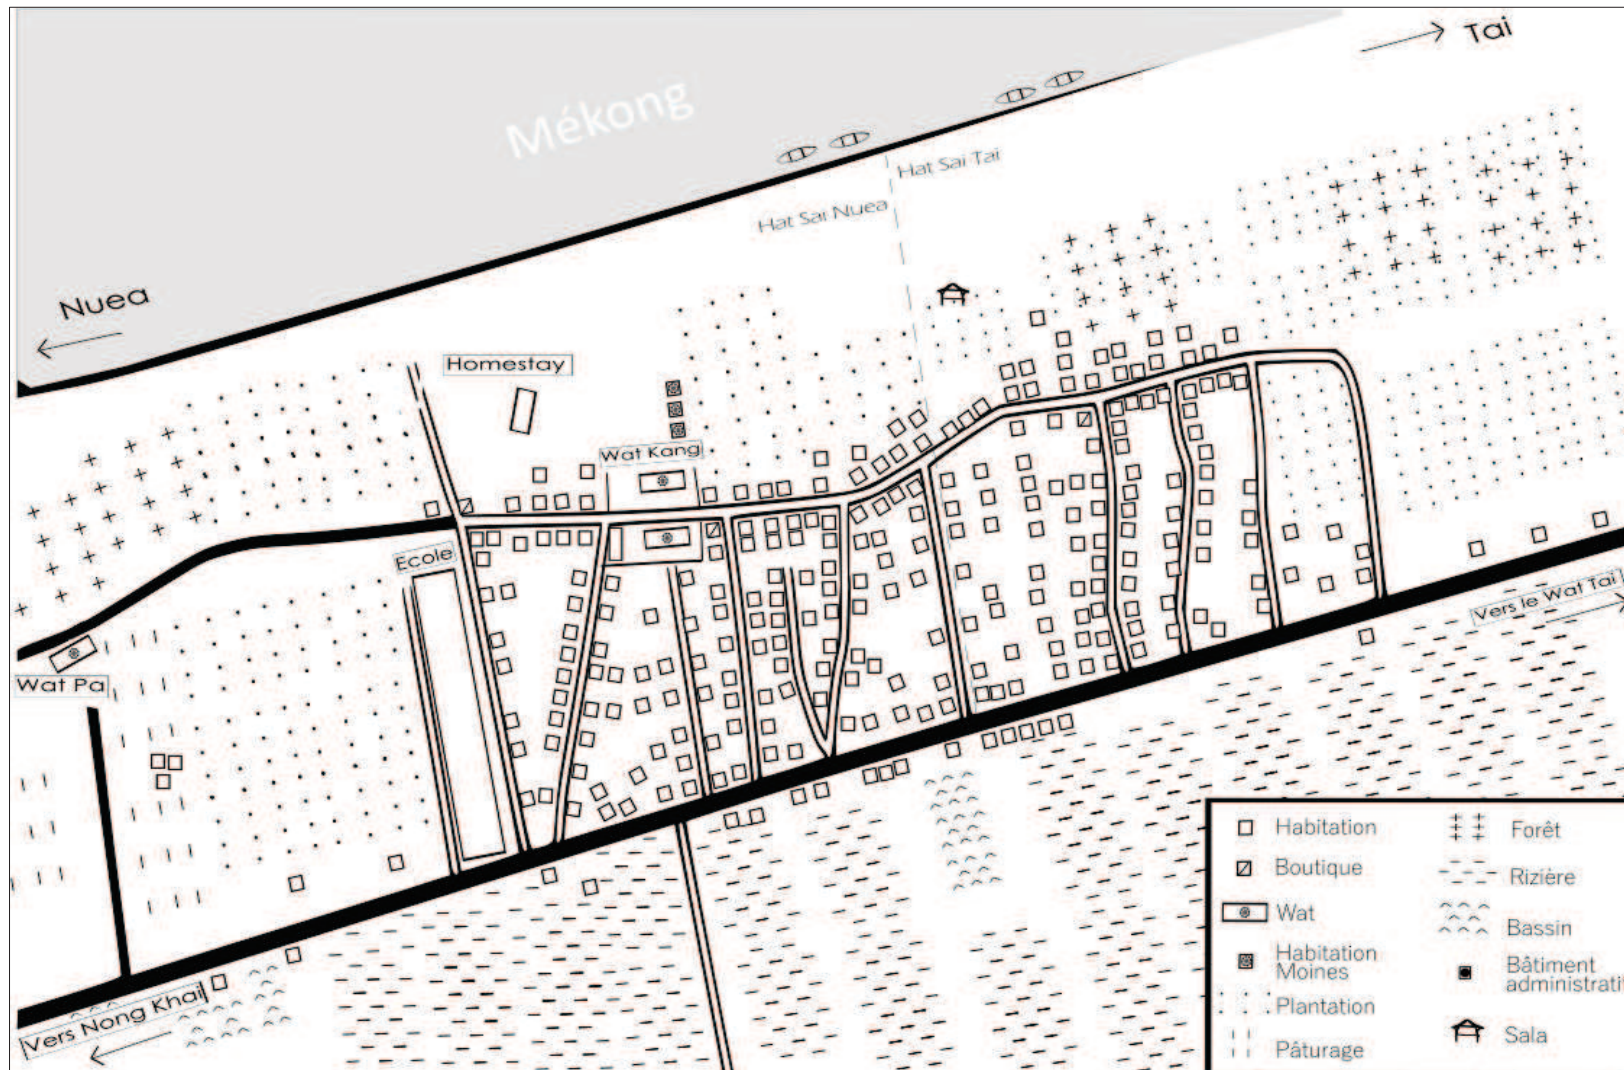 Tai
Mékong
Hat Sai Tai
Hat Sai Nuea
Nuea
Homestay
Wat Kang
Ecole
Vers le Wat Tai
Wat Pa
Vers Nong Khai
Habitation
Boutique
Wat
Habitation
Moines
Plantation
Pâturage
Forêt
Rizière
Bassin
Bâtiment
administratif
Sala